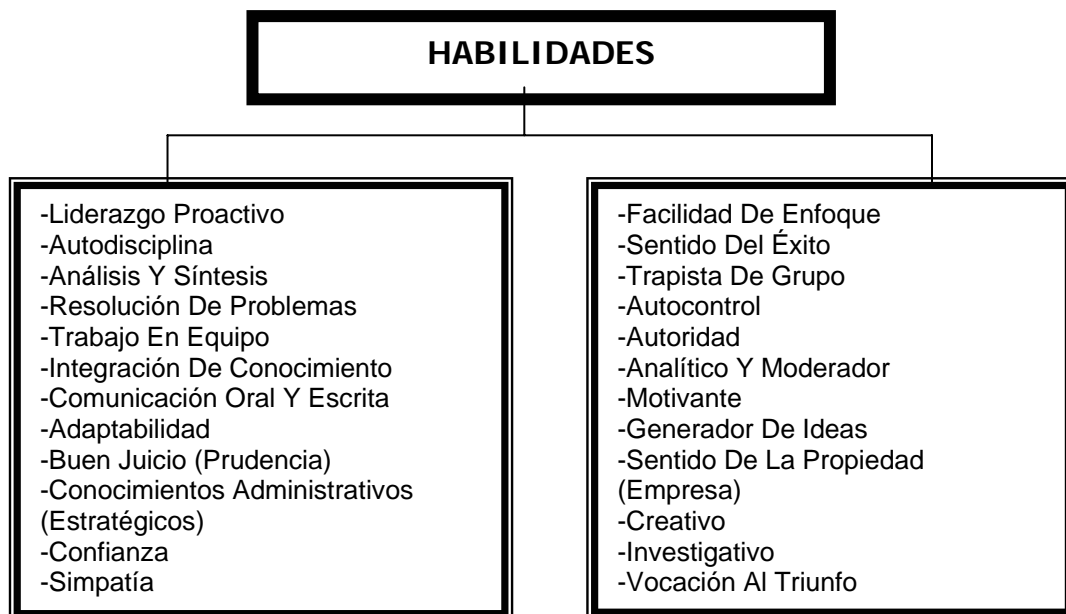 HABILIDADES
-Liderazgo Proactivo
-Autodisciplina
-Análisis Y Síntesis
-Resolución De Problemas
-Trabajo En Equipo
-Integración De Conocimiento
-Comunicación Oral Y Escrita
-Adaptabilidad
-Buen Juicio (Prudencia)
-Conocimientos Administrativos
(Estratégicos)
-Confianza
-Simpatía
-Facilidad De Enfoque
-Sentido Del Éxito
-Trapista De Grupo
-Autocontrol
-Autoridad
-Analítico Y Moderador
-Motivante
-Generador De Ideas
-Sentido De La Propiedad
(Empresa)
-Creativo
-Investigativo
-Vocación Al Triunfo